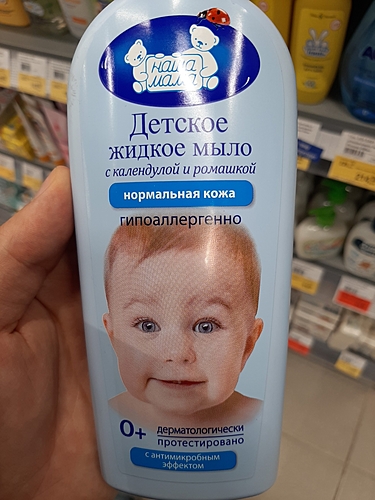 наша
мама
Детское
жидкое мыло
с календулой и ромашкой
нормальная кожа
гипоаллергенно
0+
дерматологически
протестировано
с антимикробным
эффектом